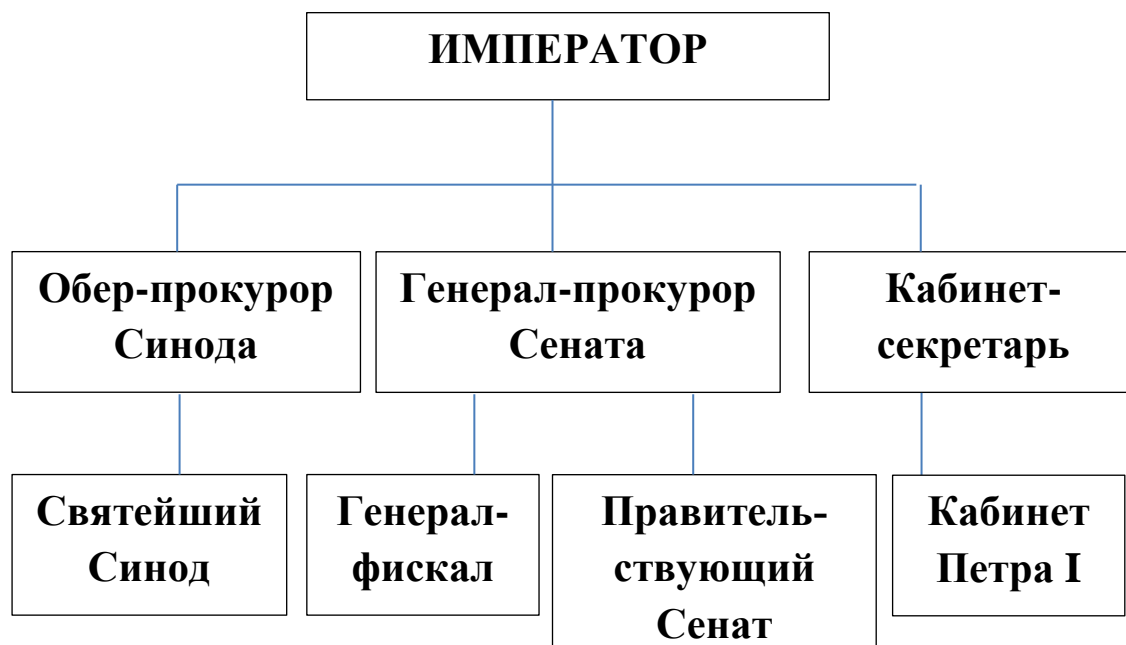 ИМПЕРАТОР
Обер-прокурор
Синода
Генерал-прокурор
Сената
Кабинет-
секретарь
Святейший
Синод
Генерал-
фискал
Правитель-
ствующий
Сенат
Кабинет
Петра I